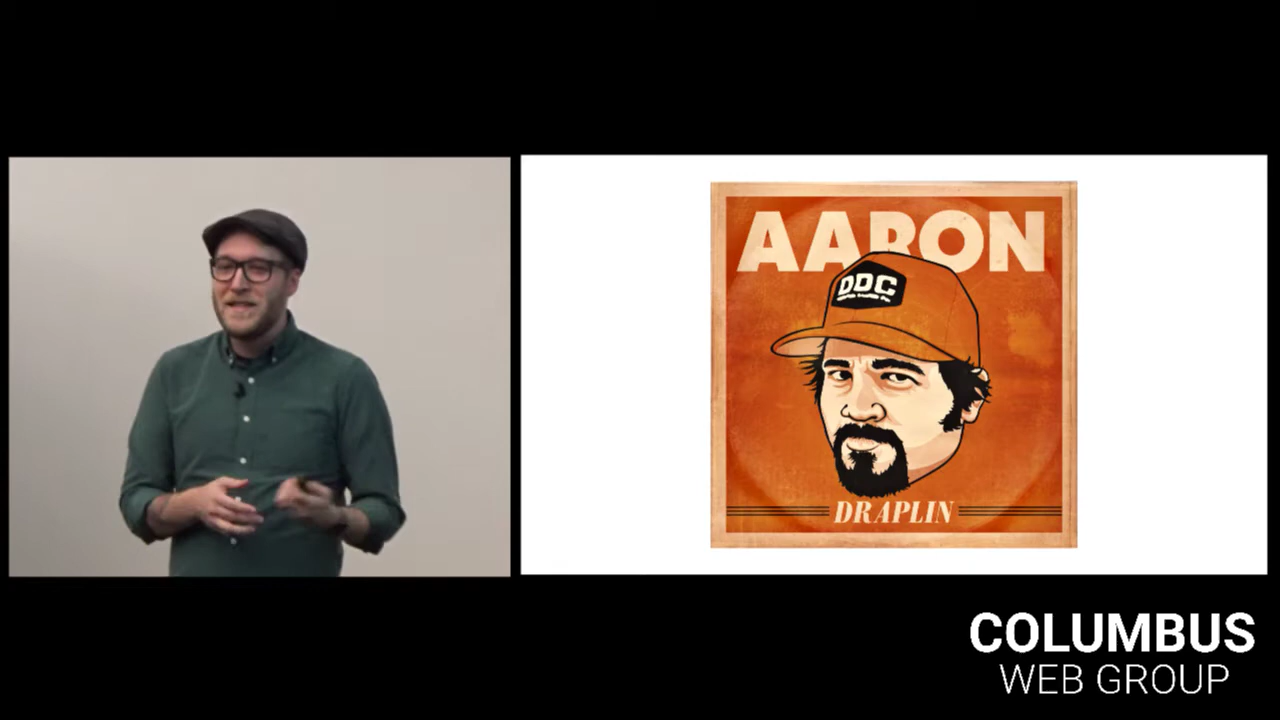 AARON
DDC
DRAPLIN
COLUMBUS
WEB GROUP